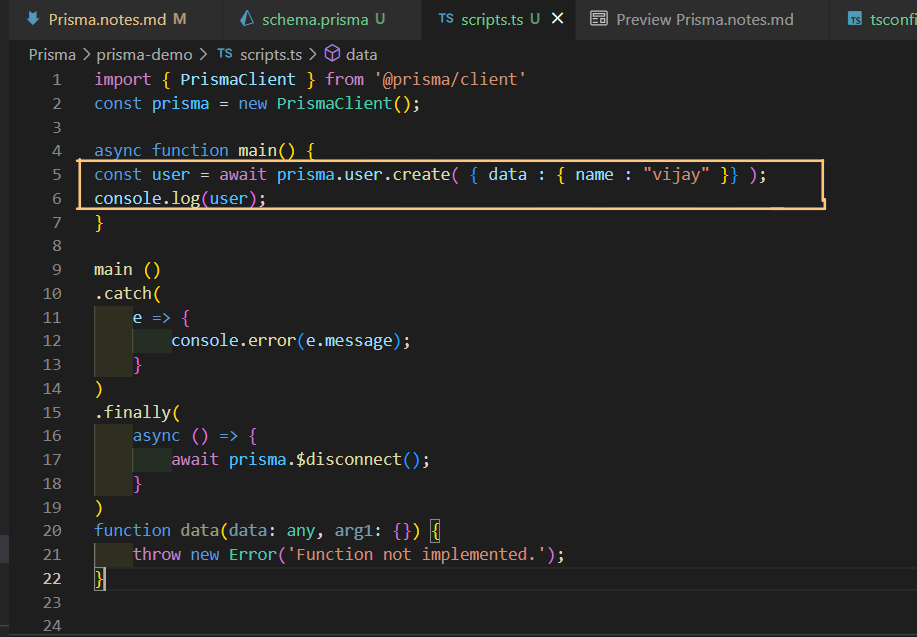 Prisma.notes.md M schema.prisma U TS scripts.ts U Preview Prisma.notes.md TS tsconfi
Prisma > prisma-demo > TS scripts.ts > data
1 import { PrismaClient } from '@prisma/client'
2 const prisma = new PrismaClient();
3
4 async function main() {
5 const user = await prisma.user.create( { data : { name : "vijay" }} );
6 console.log(user);
7 }
8
9 main ()
10 .catch(
11 e => {
12 console.error(e.message);
13 }
14 )
15 .finally(
16 async () => {
17 await prisma.$disconnect();
18 }
19 )
20 function data(data: any, arg1: {}) {
21 throw new Error('Function not implemented.');
22 }
23
24